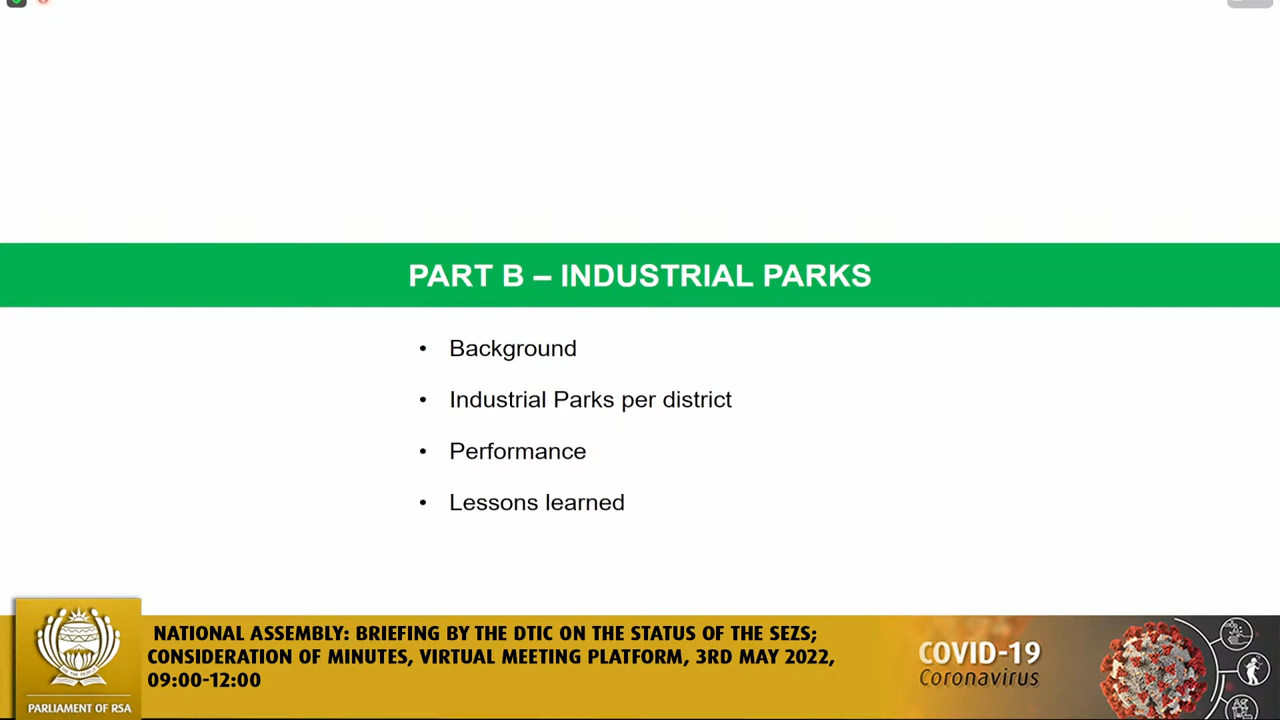 PART B – INDUSTRIAL PARKS
• Background
• Industrial Parks per district
• Performance
• Lessons learned
NATIONAL ASSEMBLY: BRIEFING BY THE DTIC ON THE STATUS OF THE SEZS;
CONSIDERATION OF MINUTES, VIRTUAL MEETING PLATFORM, 3RD MAY 2022,
09:00-12:00
PARLIAMENT OF RSA
COVID-19
Coronavirus